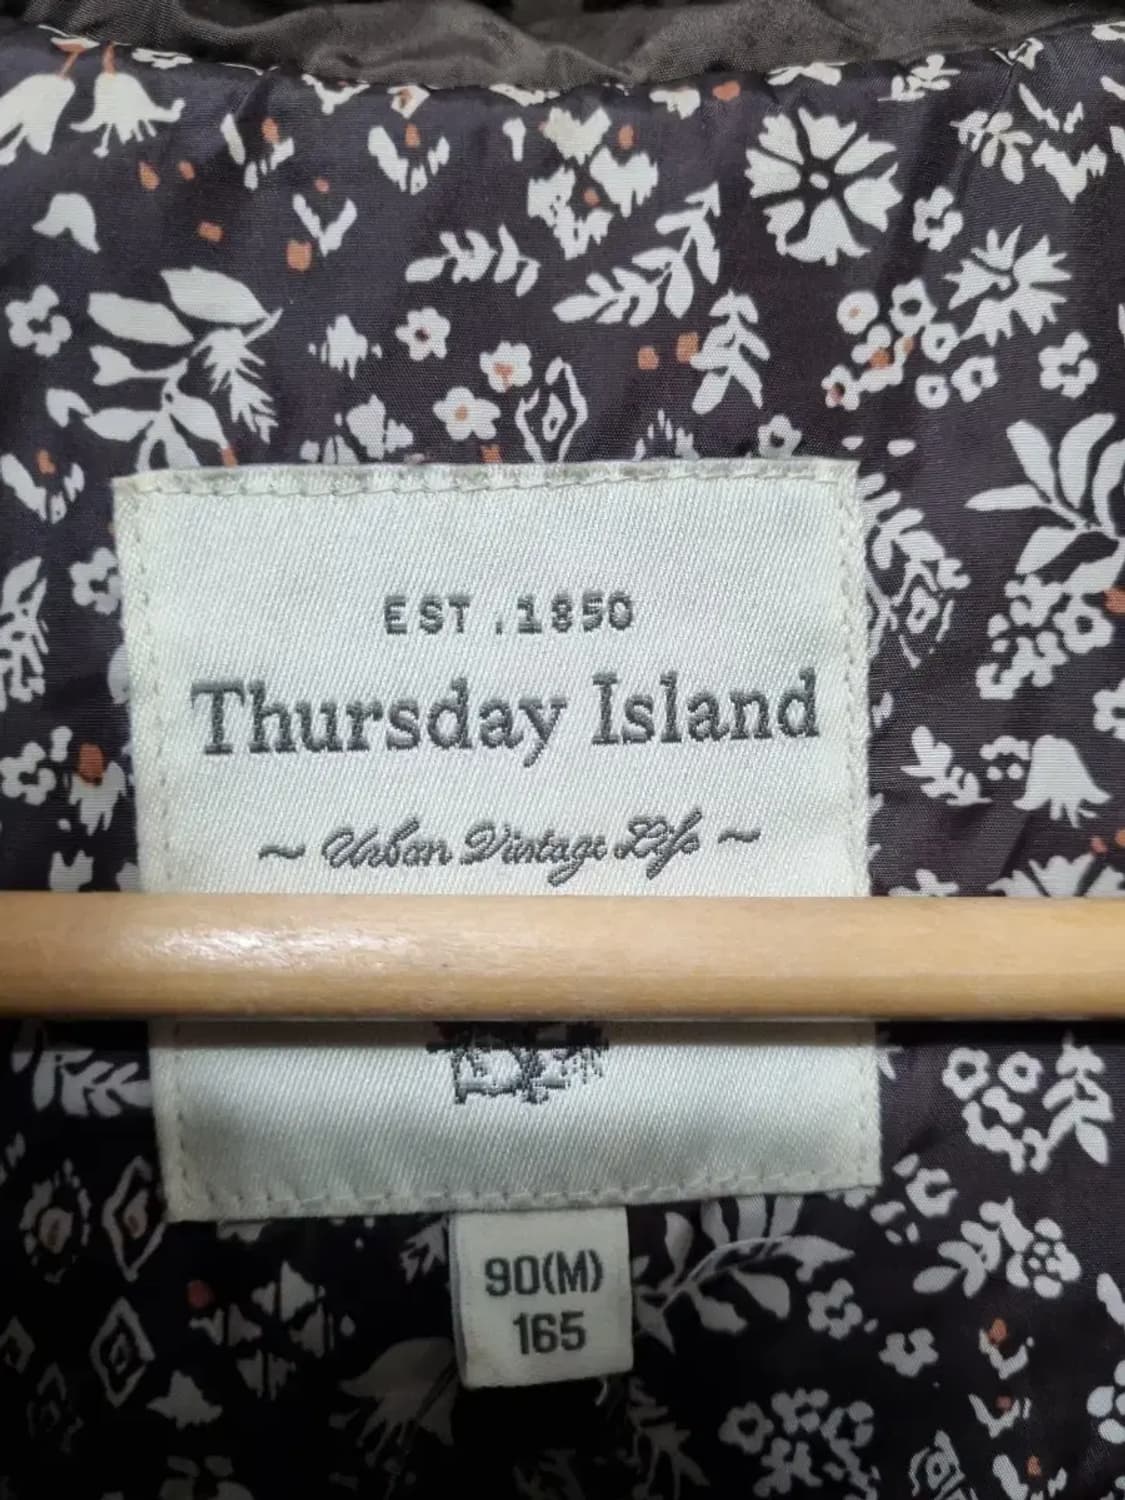 EST.1850
Thursday Island
~ Urban Vintage Life ~
90(M)
165